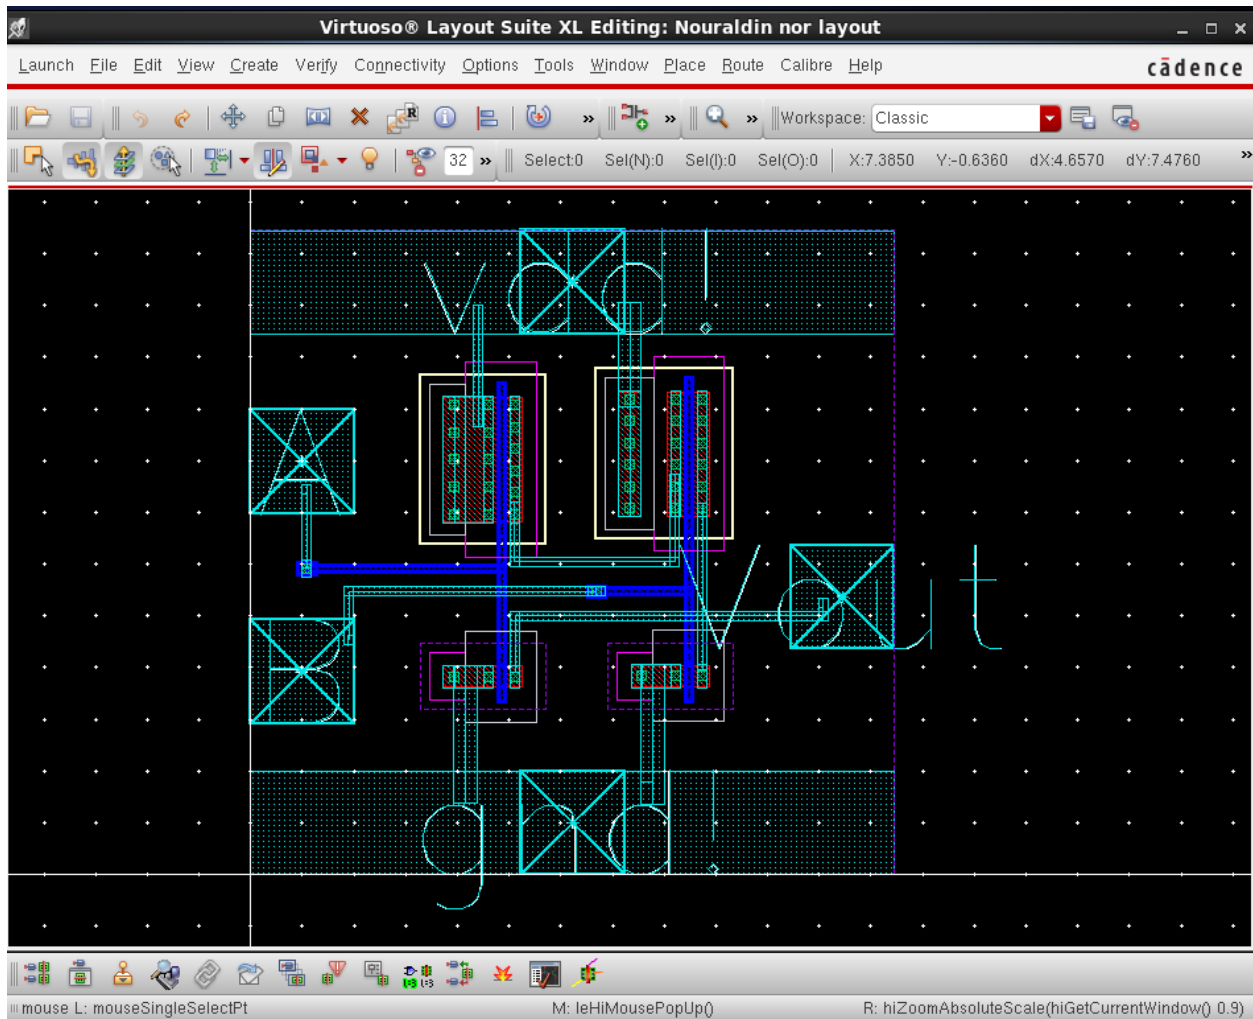 Virtuoso® Layout Suite XL Editing: Nouraldin nor layout
Launch File Edit View Create Verify Connectivity Options Tools Window Place Route Calibre Help
cādence
R » » » Workspace: Classic
32 » Select:0 Sel(N):0 Sel(I):0 Sel(O):0 X:7.3850 Y:-0.6360 dX:4.6570 dY:7.4760 »
Vdd!
A
Vout
B
gnd!
mouse L: mouseSingleSelectPt M: leHiMousePopUp() R: hiZoomAbsoluteScale(hiGetCurrentWindow() 0.9)